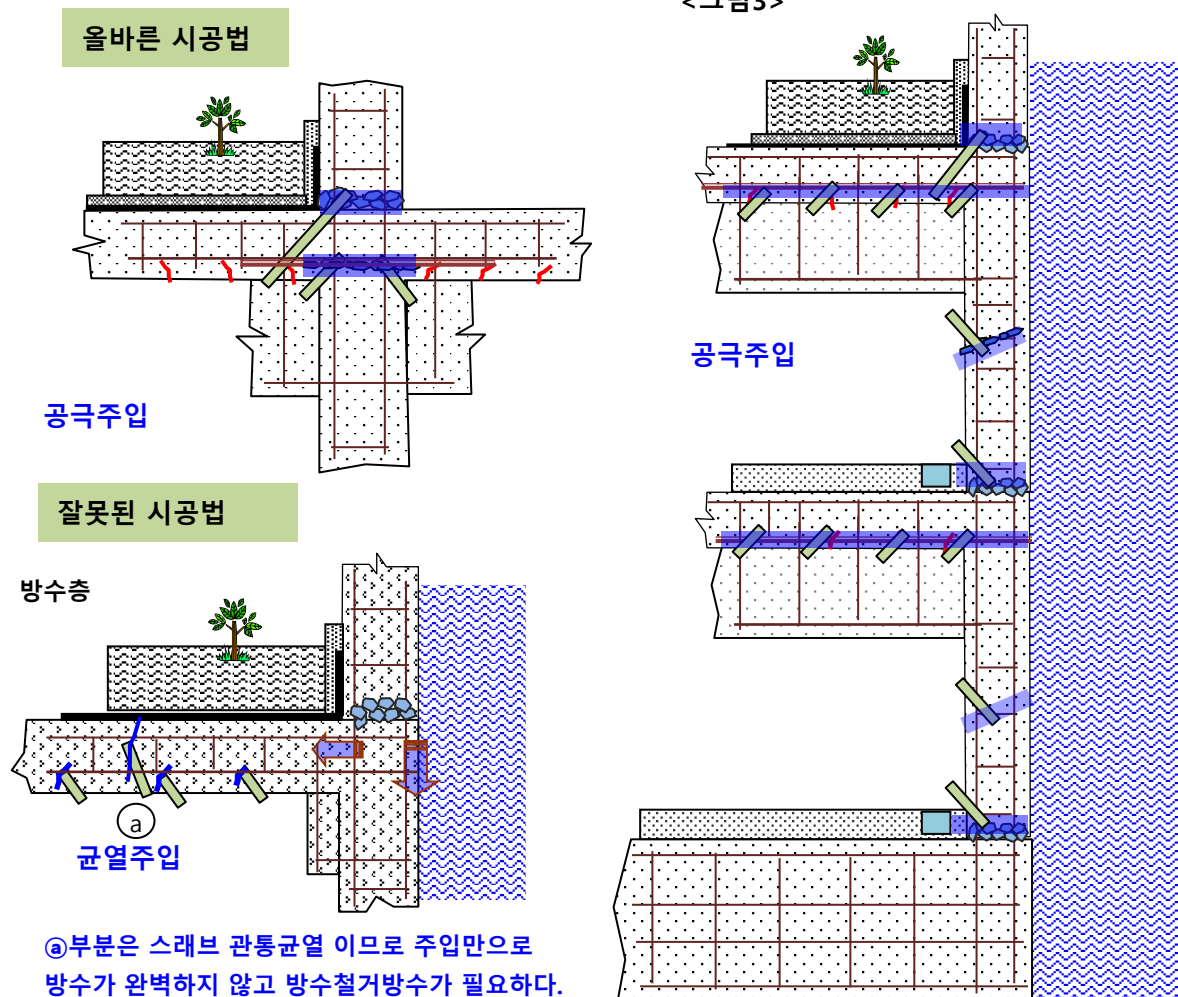 <그림3>
올바른 시공법
공극주입
공극주입
잘못된 시공법
방수층
a
균열주입
ⓐ부분은 스래브 관통균열 이므로 주입만으로
방수가 완벽하지 않고 방수철거방수가 필요하다.